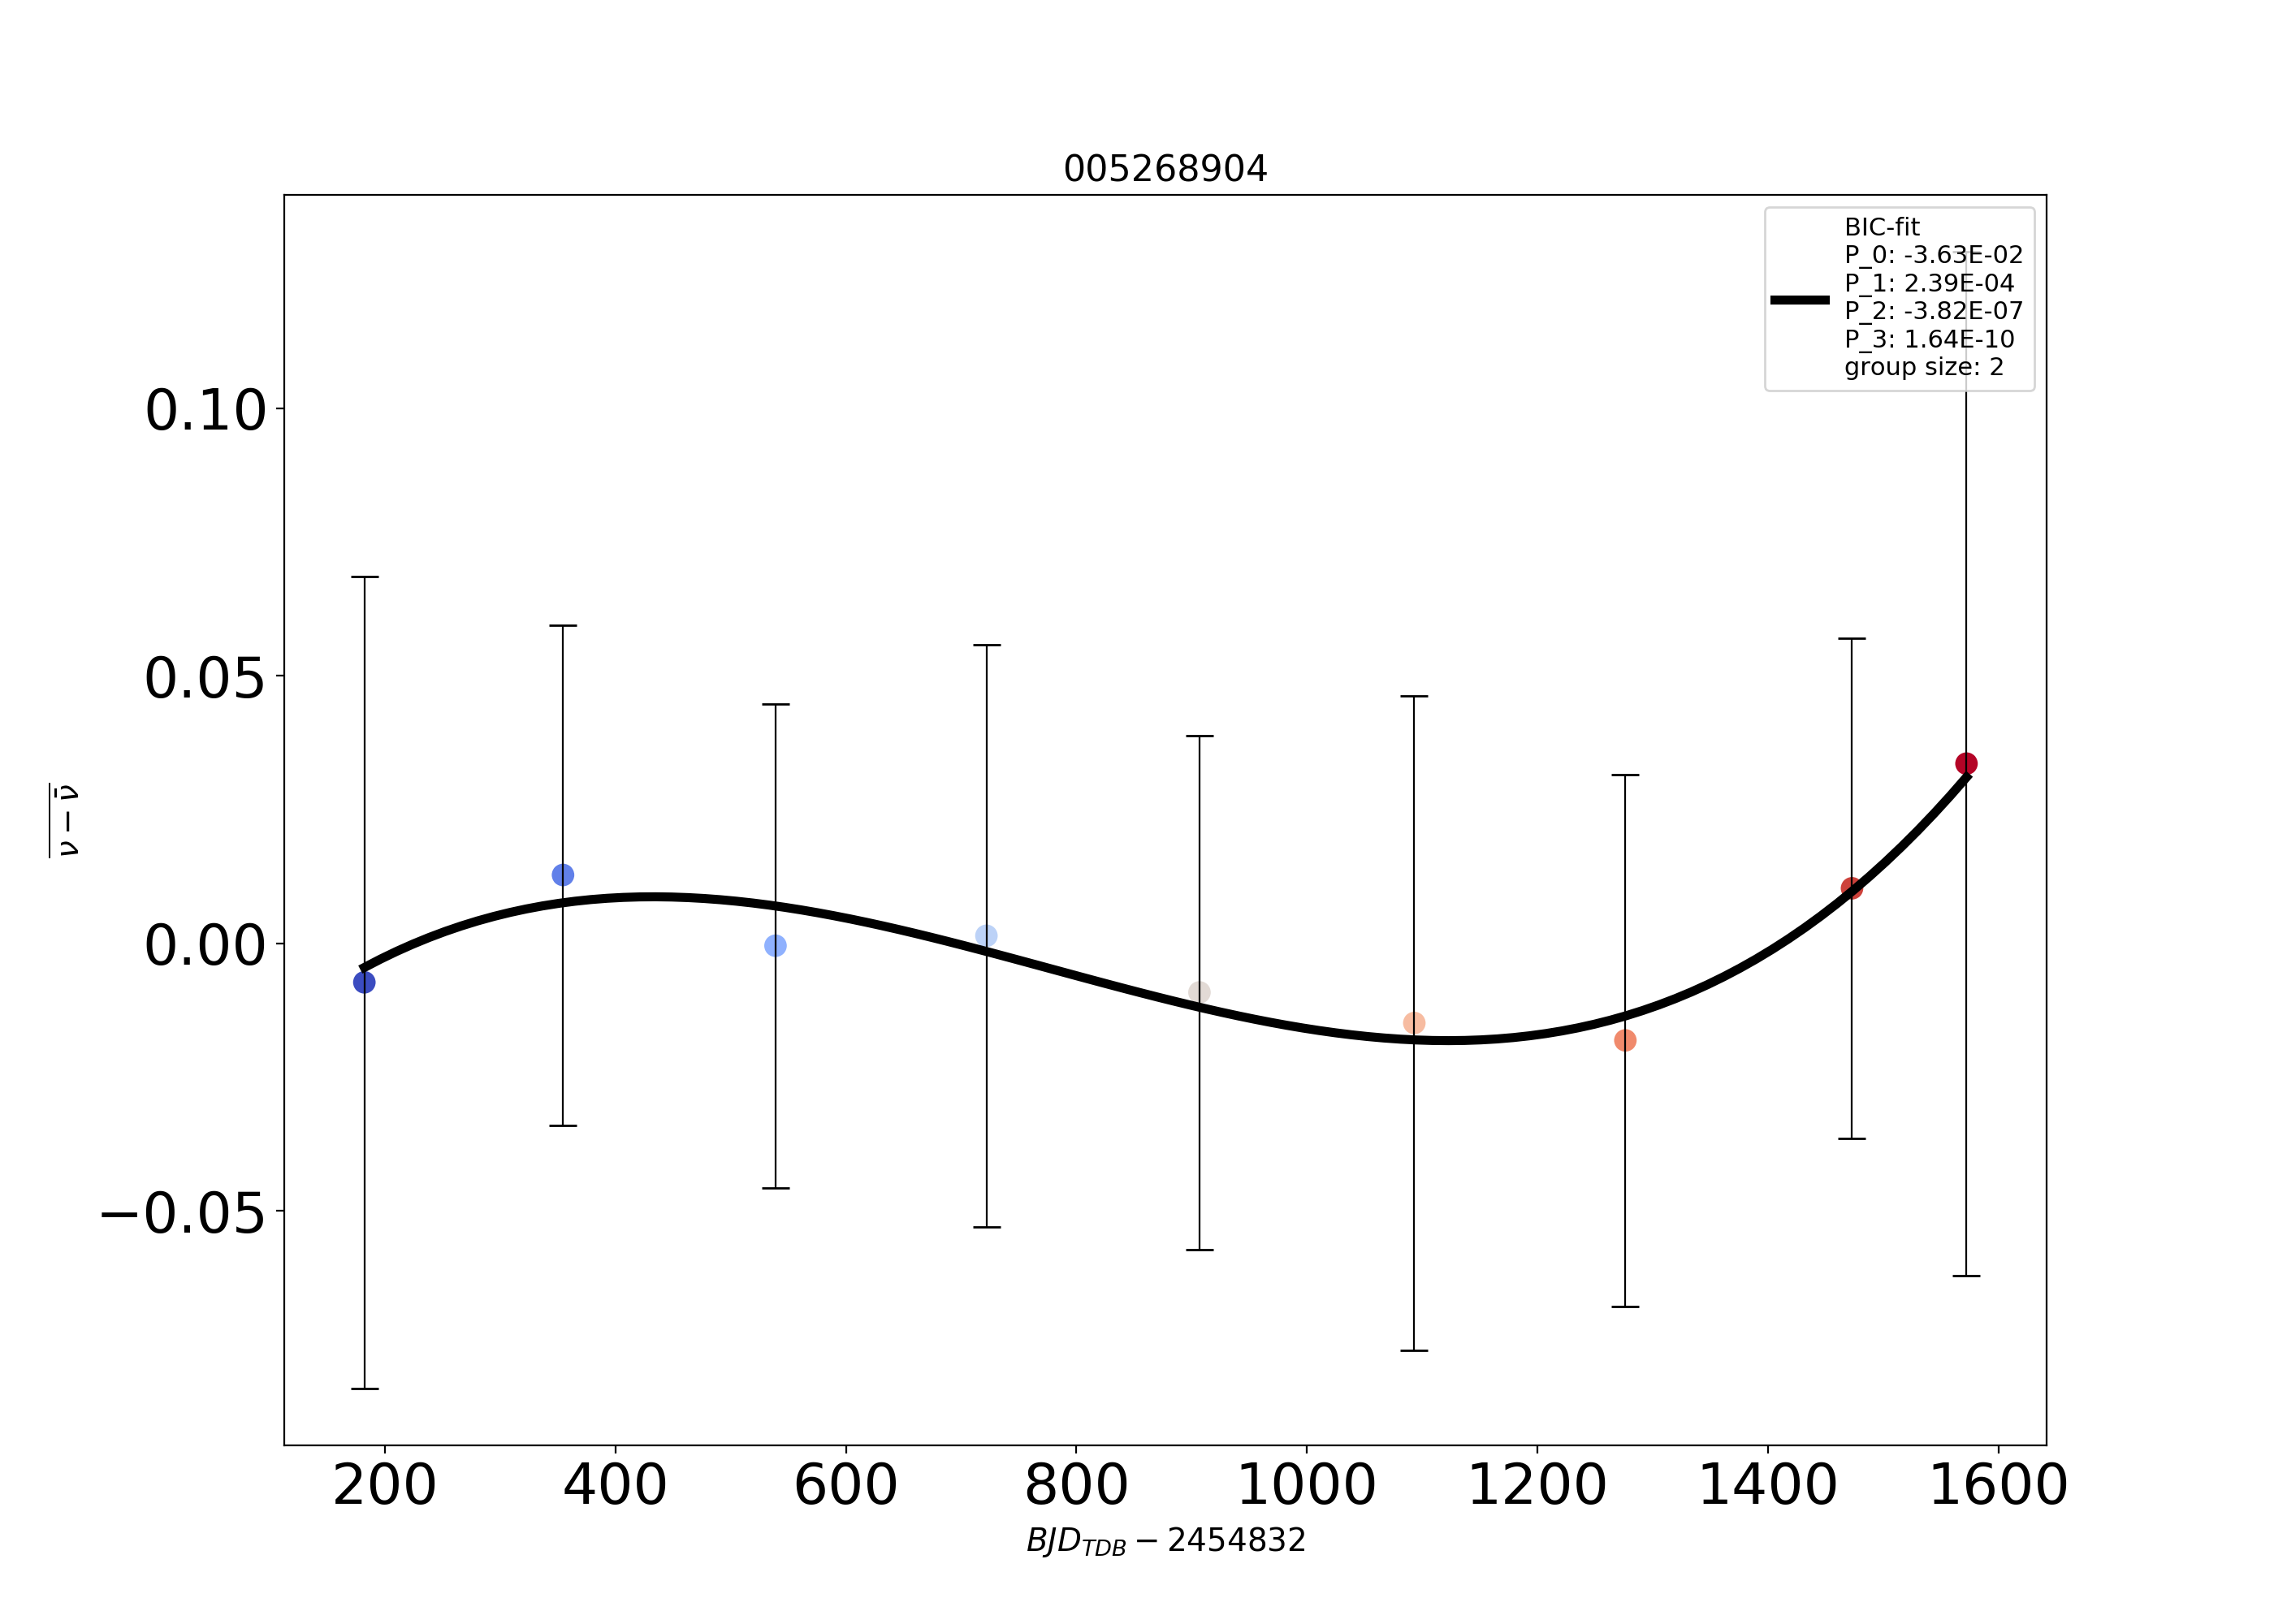 005268904
BIC-fit
P_0: -3.63E-02
P_1: 2.39E-04
P_2: -3.82E-07
P_3: 1.64E-10
group size: 2
0.10
0.05
0.00
−0.05
ν − ν̄
200 400 600 800 1000 1200 1400 1600
BJD_TDB − 2454832